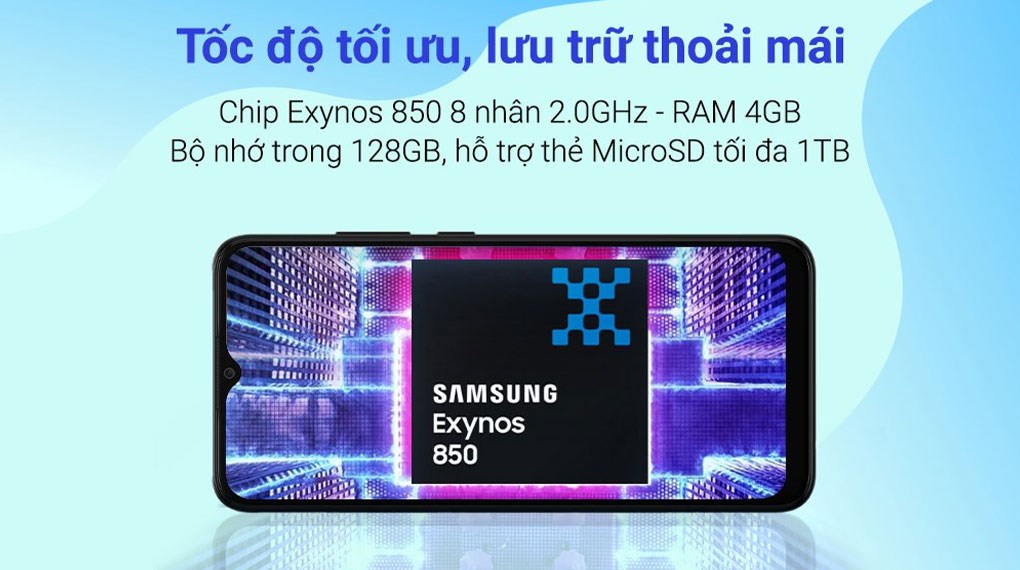 Tốc độ tối ưu, lưu trữ thoải mái
Chip Exynos 850 8 nhân 2.0GHz - RAM 4GB
Bộ nhớ trong 128GB, hỗ trợ thẻ MicroSD tối đa 1TB
SAMSUNG
Exynos
850